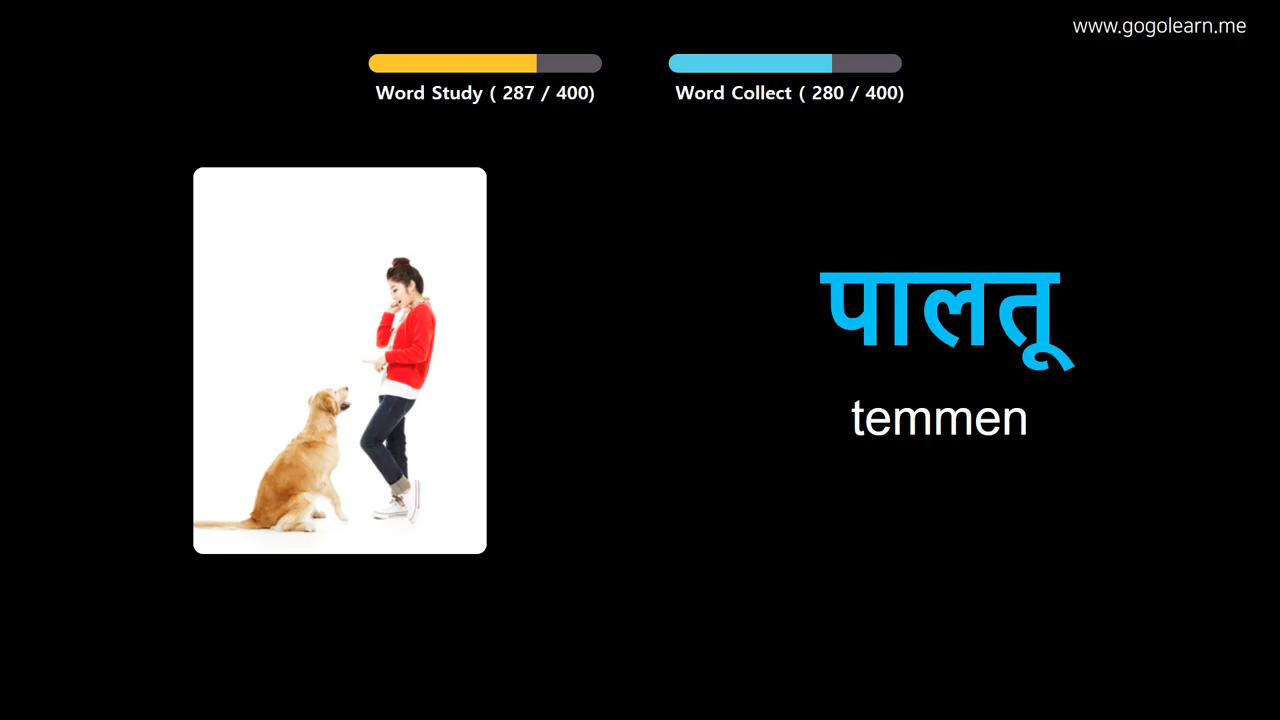 www.gogolearn.me
Word Study ( 287 / 400)
Word Collect ( 280 / 400)
पालतू
temmen